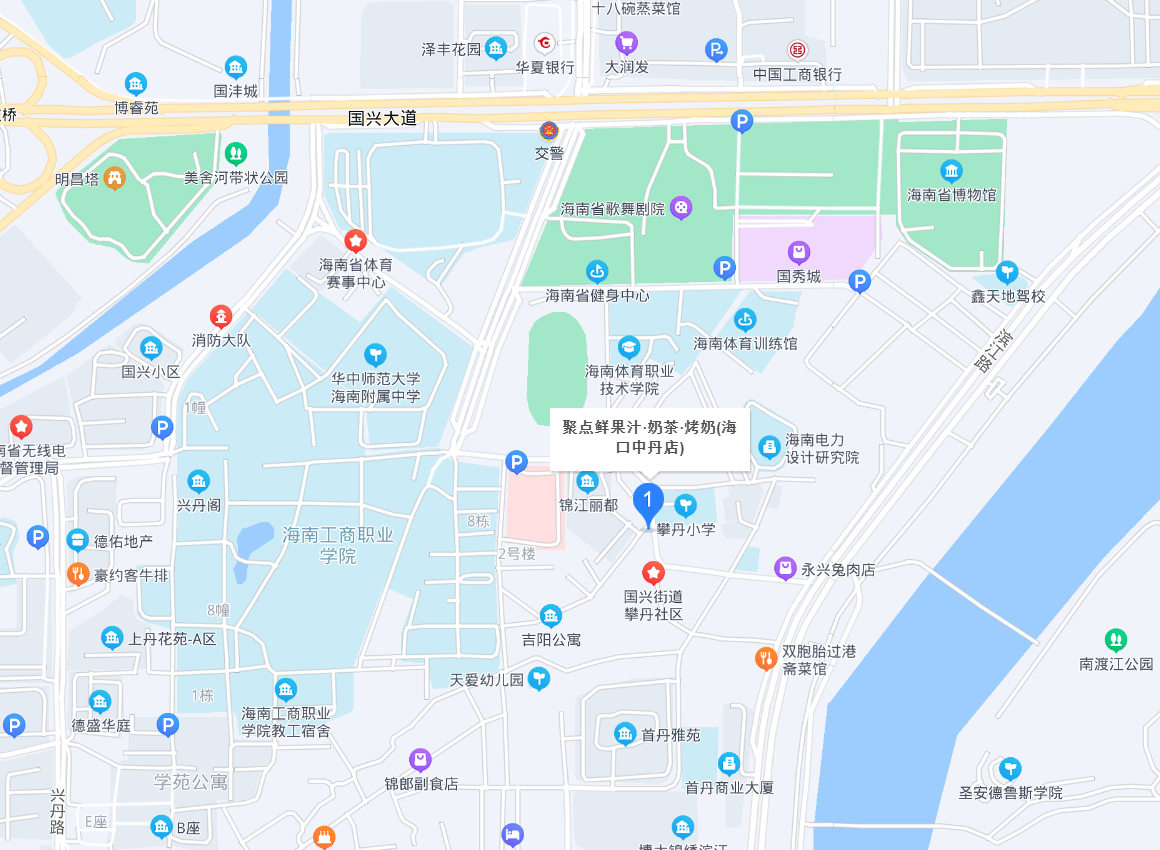 十八碗蒸菜馆
泽丰花园
华夏银行
大润发
中国工商银行
国沣城
博睿苑
桥
国兴大道
交警
明昌塔
美舍河带状公园
海南省博物馆
海南省歌舞剧院
海南省体育
赛事中心
国秀城
海南省健身中心
鑫天地驾校
消防大队
海南体育训练馆
滨江路
国兴小区
华中师范大学
海南附属中学
海南体育职业
技术学院
1幢
聚点鲜果汁·奶茶·烤奶(海
口中丹店)
南省无线电
督管理局
海南电力
设计研究院
兴丹阁
锦江丽都
1
攀丹小学
8栋
海南工商职业
学院
2号楼
德佑地产
豪约客牛排
永兴兔肉店
国兴街道
攀丹社区
8幢
上丹花苑-A区
吉阳公寓
双胞胎过港
斋菜馆
南渡江公园
天爱幼儿园
1栋
德盛华庭
海南工商职业
学院教工宿舍
首丹雅苑
学苑公寓
锦郎副食店
首丹商业大厦
圣安德鲁斯学院
兴丹路
E座
B座
博大锦绣滨江
P
P
P
P
P
P
P
P
P
P